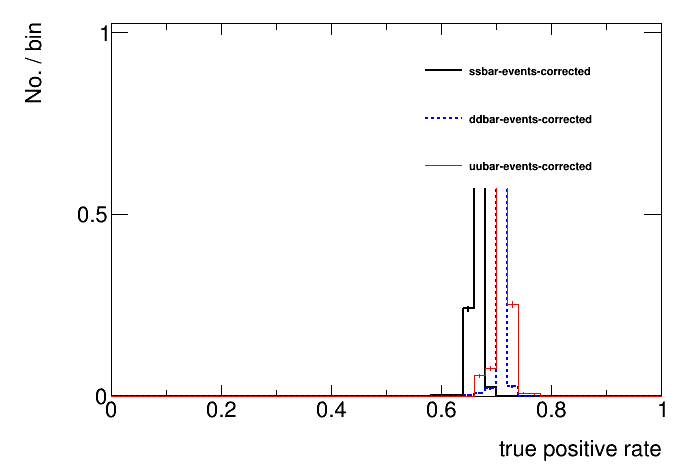 No. / bin
1
ssbar-events-corrected
ddbar-events-corrected
uubar-events-corrected
0.5
0
0 0.2 0.4 0.6 0.8 1
true positive rate